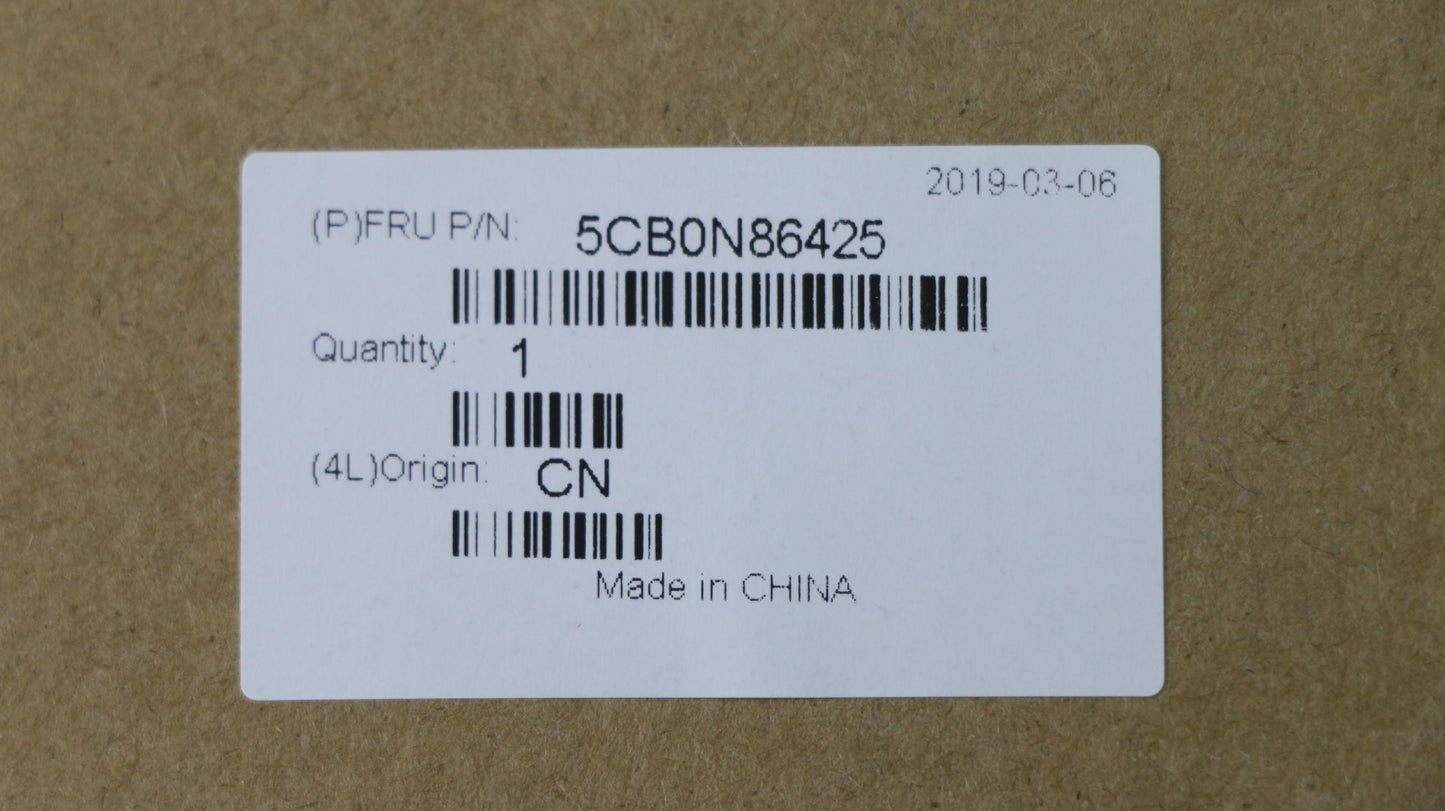 2019-03-06
(P)FRU P/N: 5CB0N86425
Quantity: 1
(4L)Origin: CN
Made in CHINA